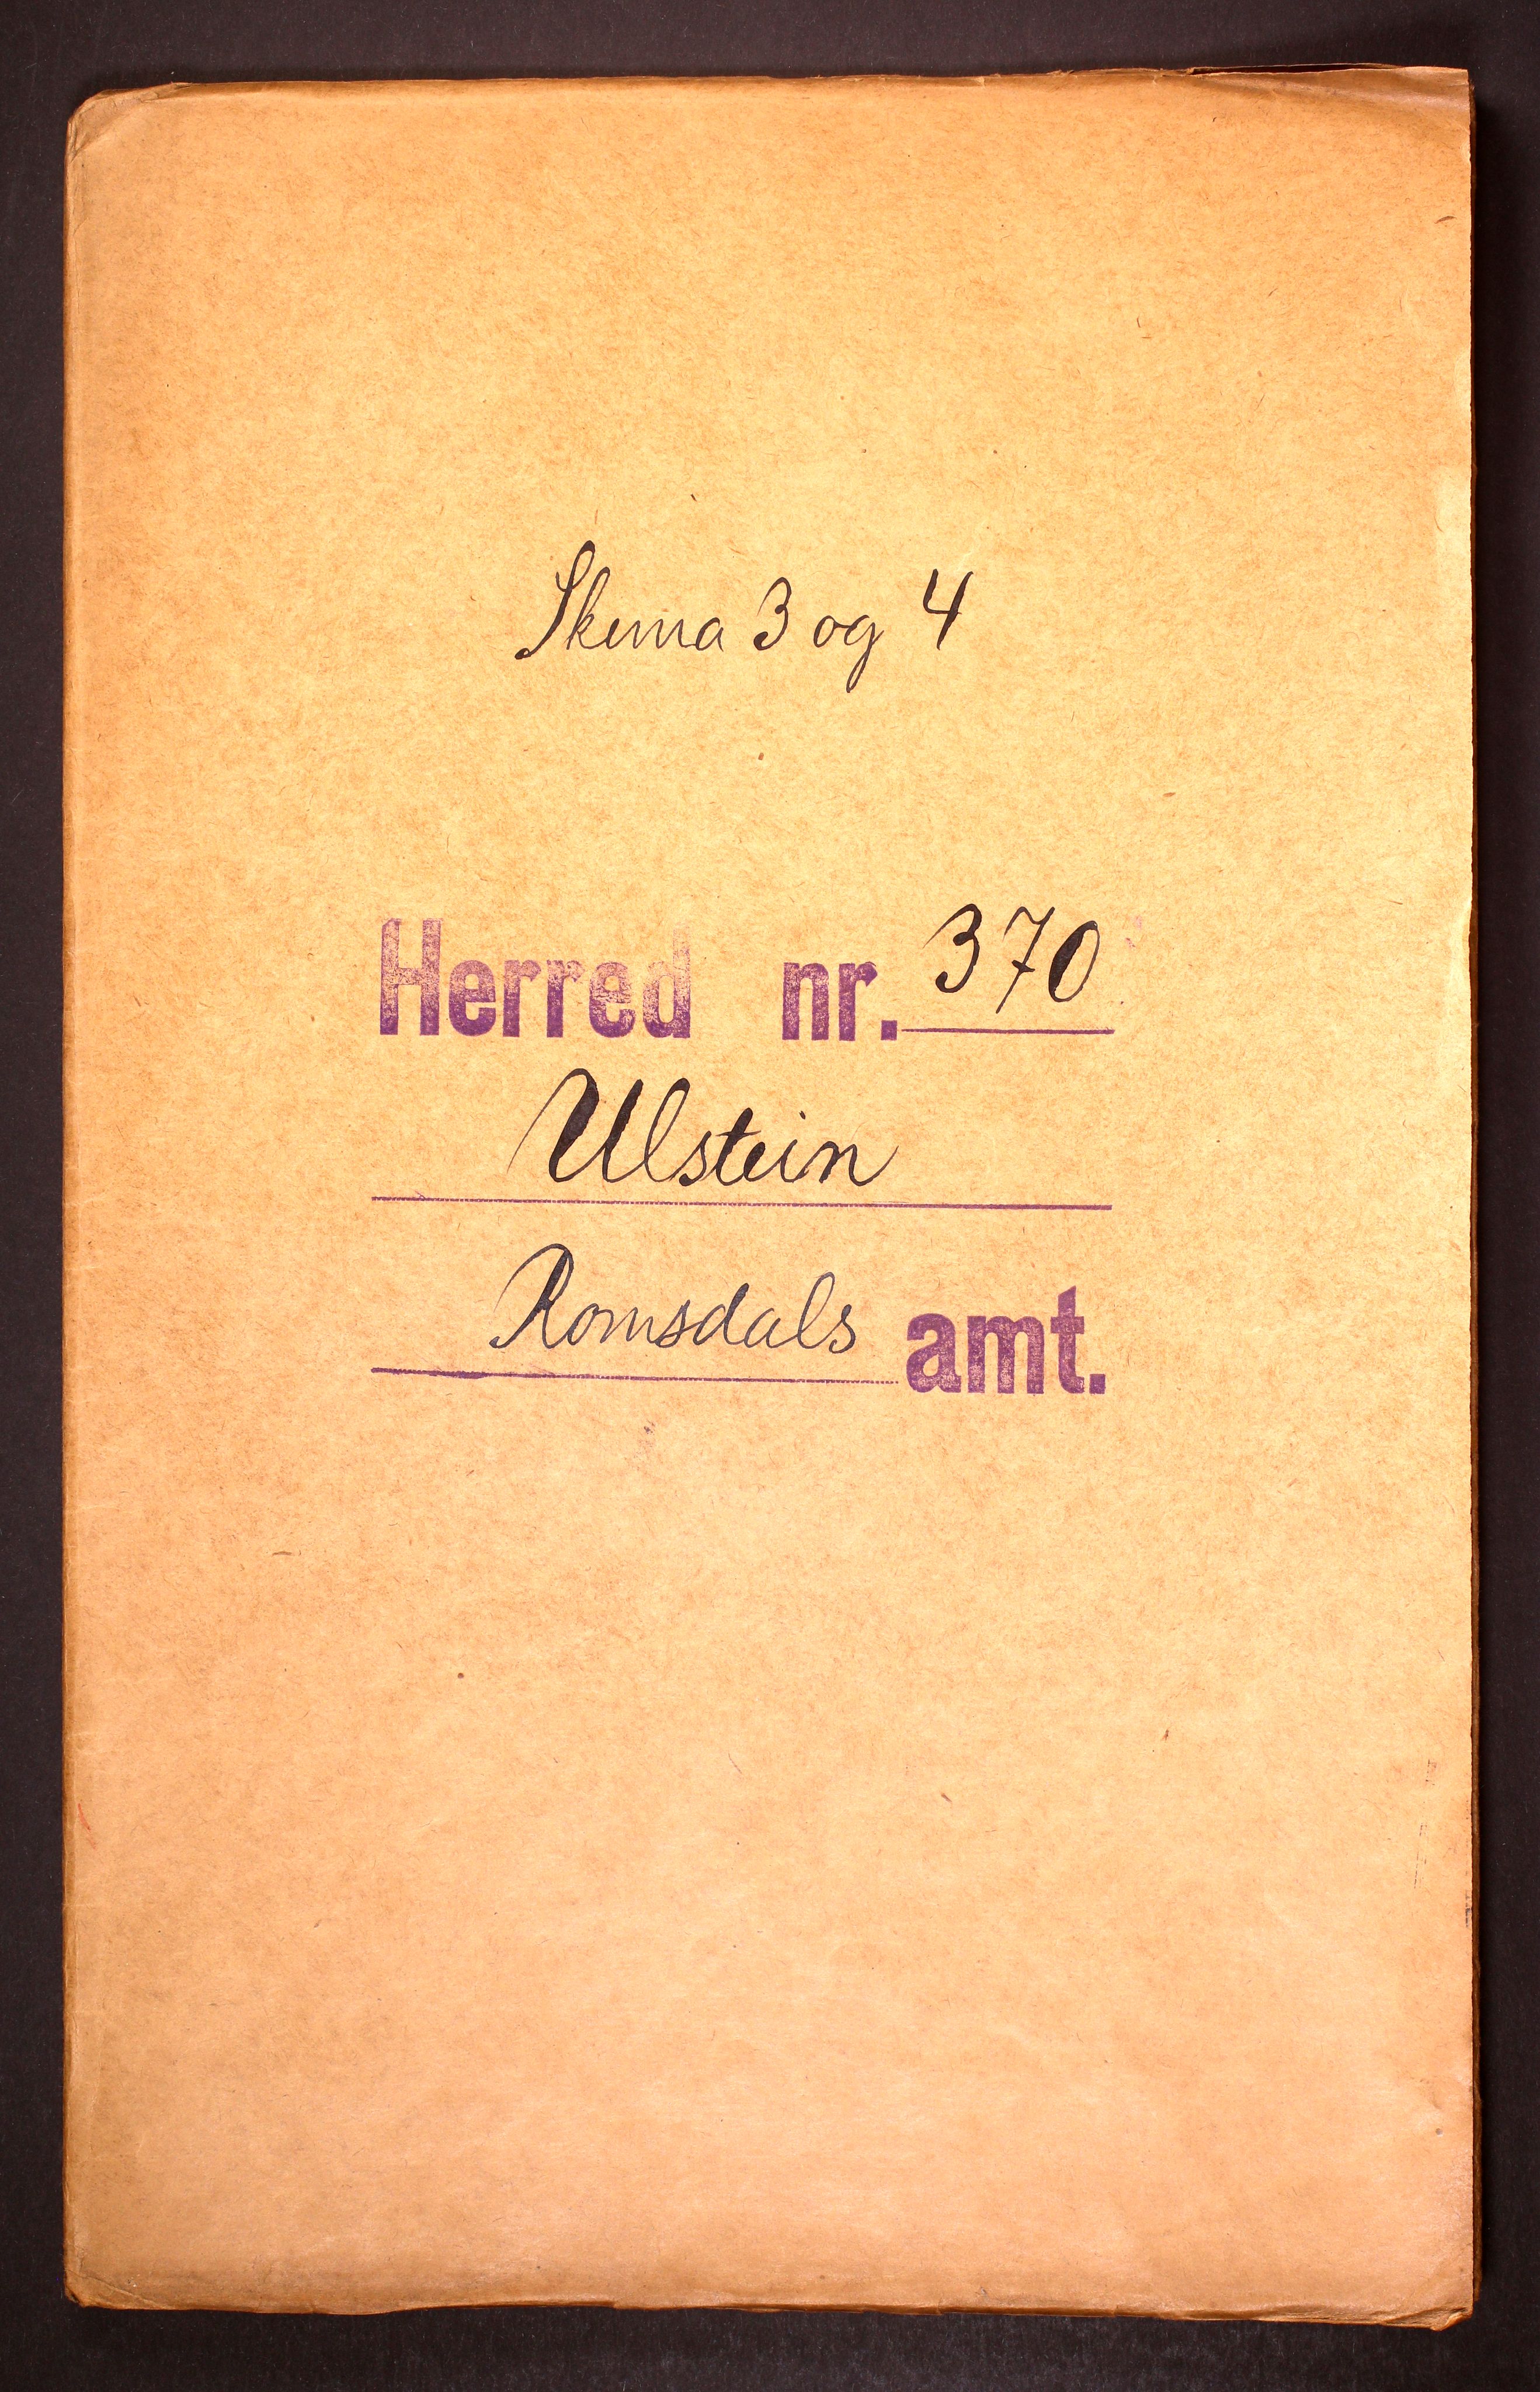 Skema 3 og 4
Herred nr. 370
Ulstein
Romsdals amt.